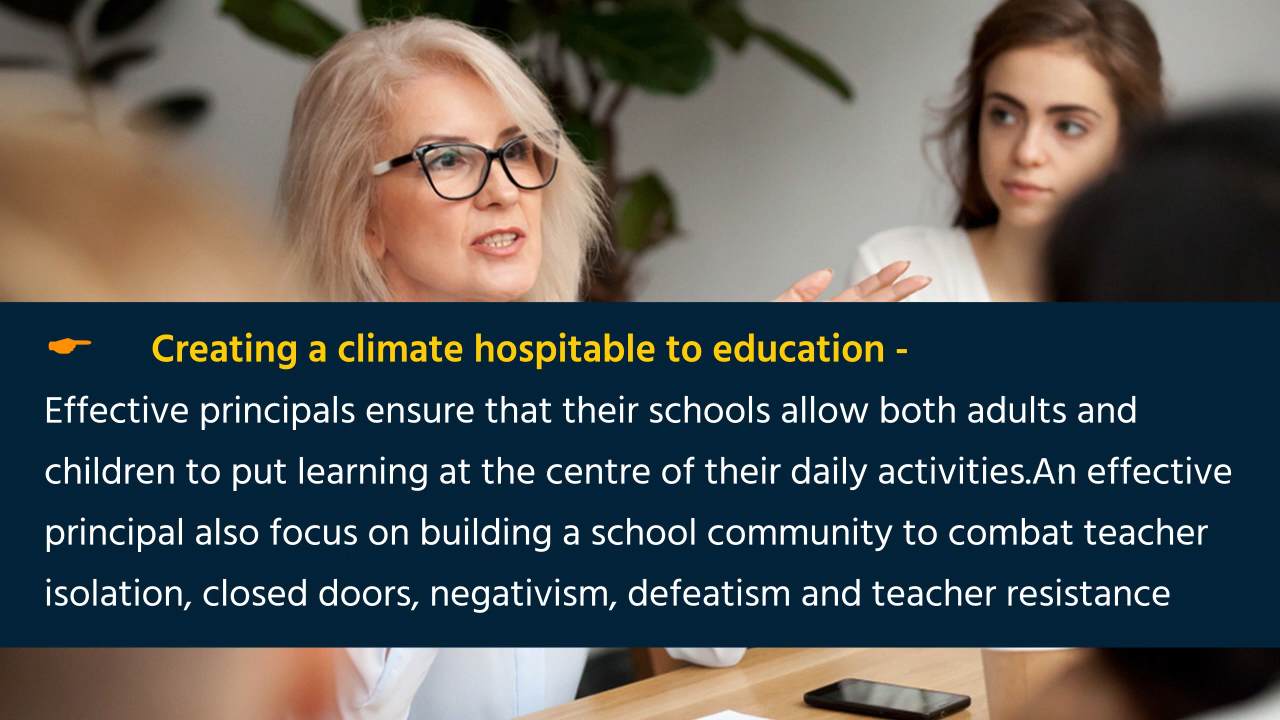 Creating a climate hospitable to education -
Effective principals ensure that their schools allow both adults and
children to put learning at the centre of their daily activities.An effective
principal also focus on building a school community to combat teacher
isolation, closed doors, negativism, defeatism and teacher resistance